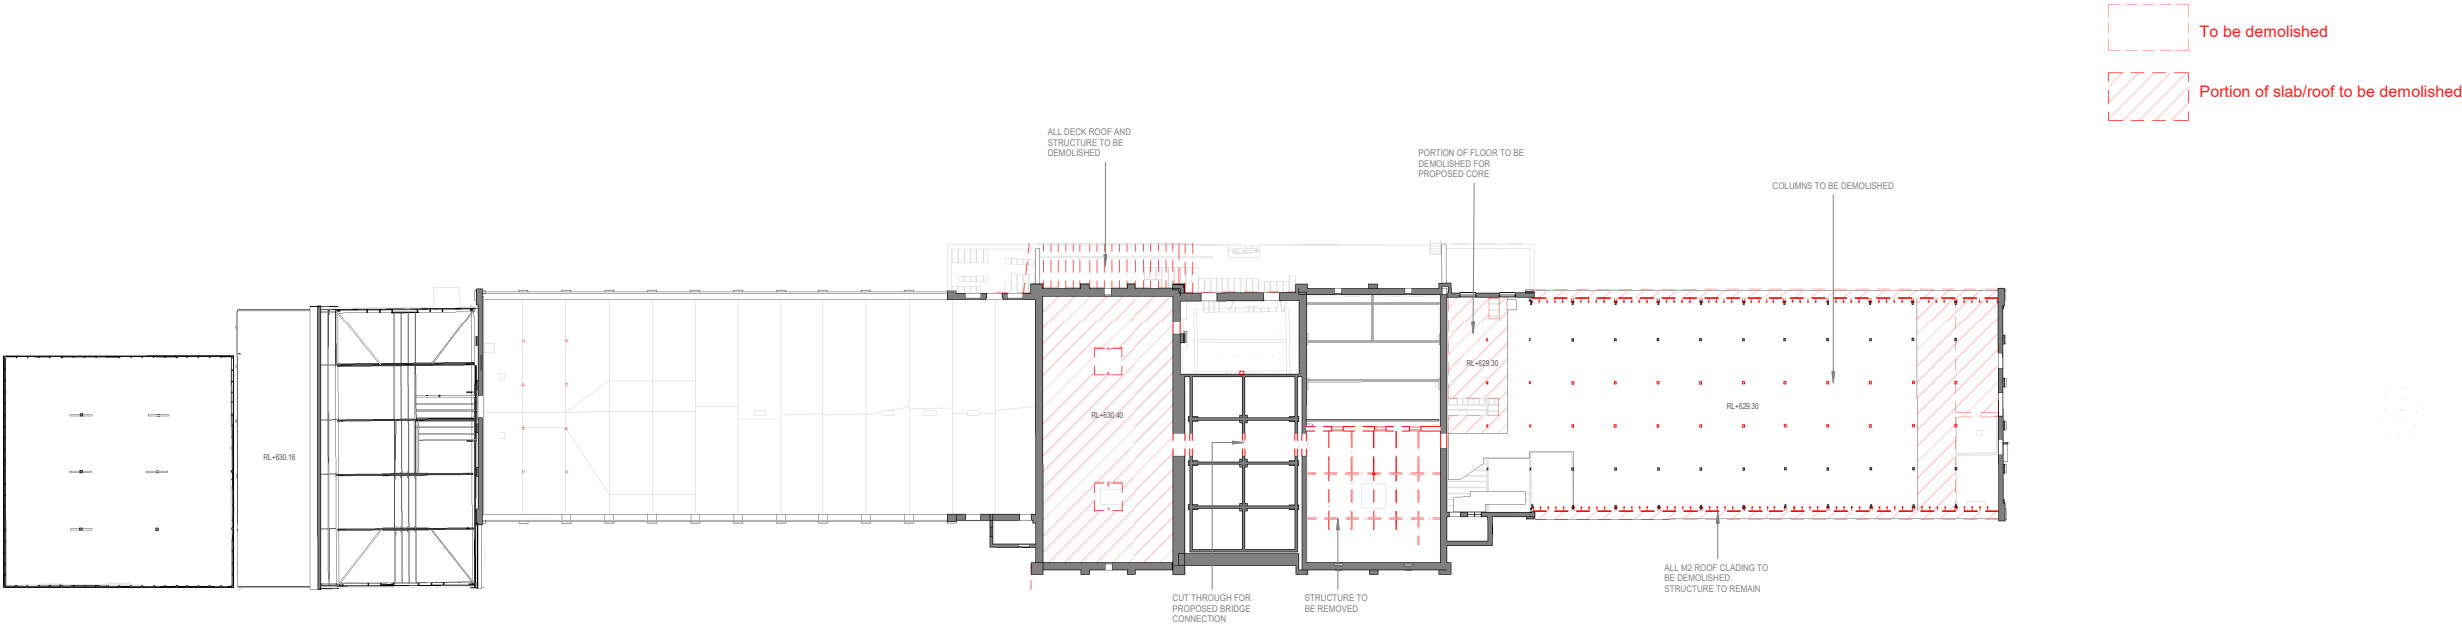 To be demolished
Portion of slab/roof to be demolished
ALL DECK ROOF AND
STRUCTURE TO BE
DEMOLISHED
PORTION OF FLOOR TO BE
DEMOLISHED FOR
PROPOSED CORE
COLUMNS TO BE DEMOLISHED
RL+629.30
RL+629.30
RL+630.40
RL+630.16
ALL M2 ROOF CLADING TO
BE DEMOLISHED.
STRUCTURE TO REMAIN
CUT THROUGH FOR
PROPOSED BRIDGE
CONNECTION
STRUCTURE TO
BE REMOVED